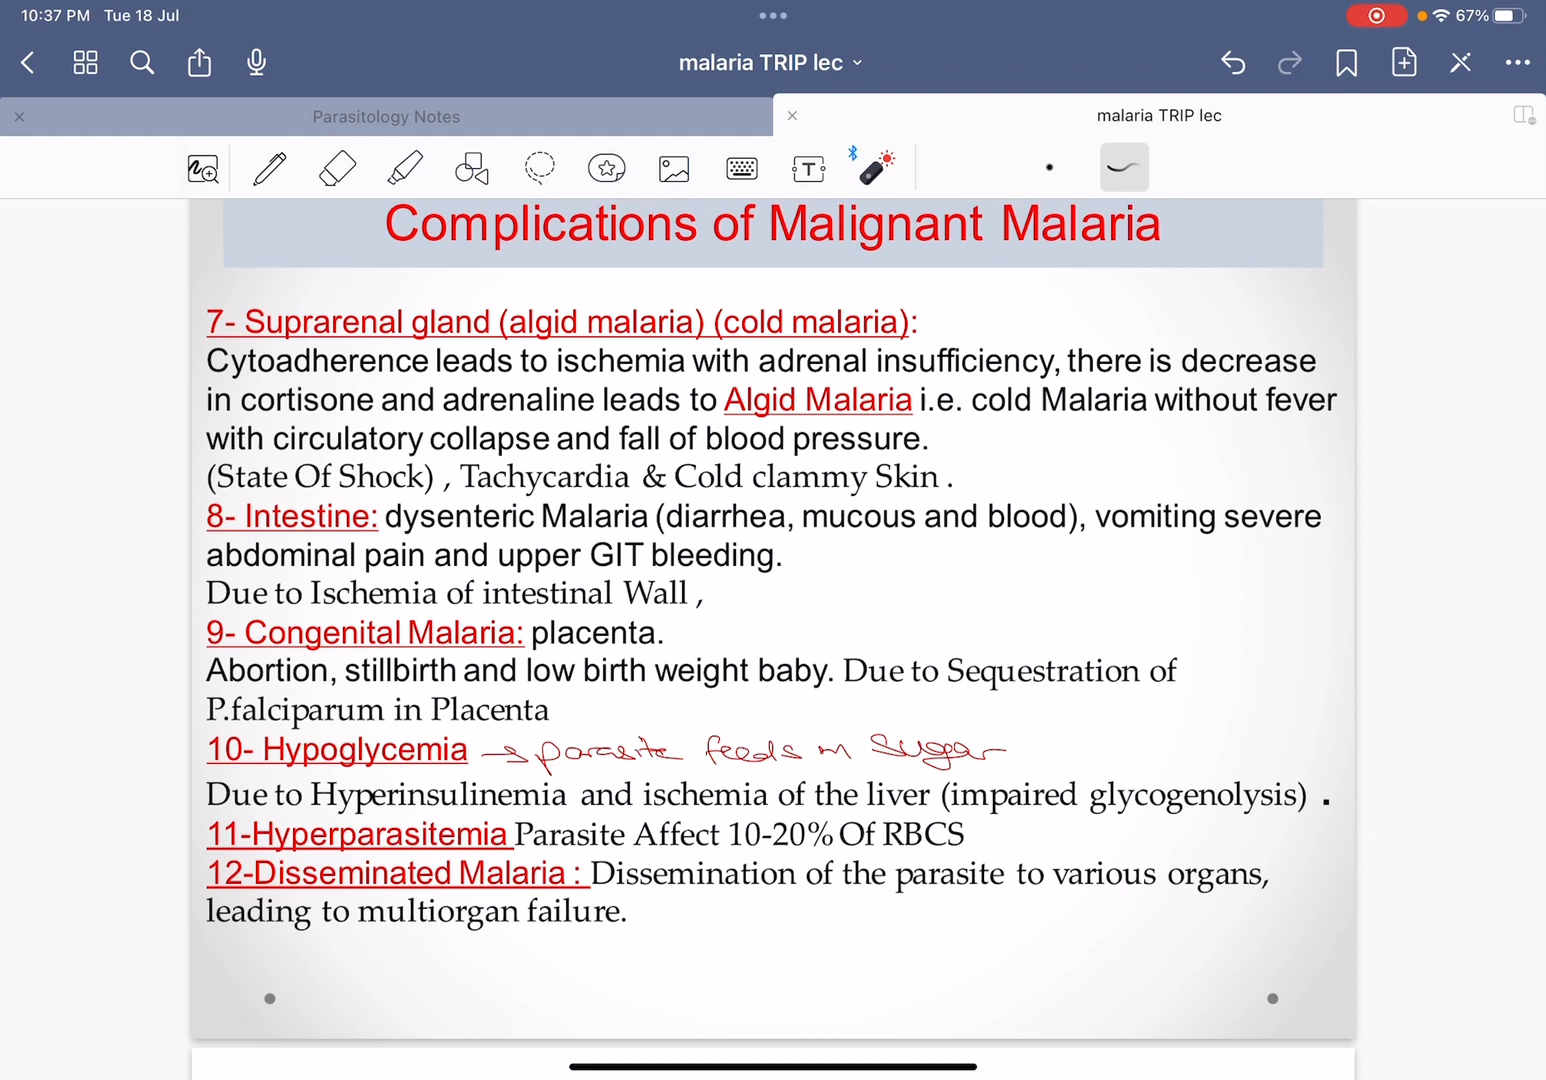 10:37 PM Tue 18 Jul
67%
malaria TRIP lec
Parasitology Notes
malaria TRIP lec
T
Complications of Malignant Malaria
7- Suprarenal gland (algid malaria) (cold malaria):
Cytoadherence leads to ischemia with adrenal insufficiency, there is decrease
in cortisone and adrenaline leads to Algid Malaria i.e. cold Malaria without fever
with circulatory collapse and fall of blood pressure.
(State Of Shock) , Tachycardia & Cold clammy Skin .
8- Intestine: dysenteric Malaria (diarrhea, mucous and blood), vomiting severe
abdominal pain and upper GIT bleeding.
Due to Ischemia of intestinal Wall ,
9- Congenital Malaria: placenta.
Abortion, stillbirth and low birth weight baby. Due to Sequestration of
P.falciparum in Placenta
10- Hypoglycemia → parasite feeds on sugar
Due to Hyperinsulinemia and ischemia of the liver (impaired glycogenolysis) .
11-Hyperparasitemia Parasite Affect 10-20% Of RBCS
12-Disseminated Malaria : Dissemination of the parasite to various organs,
leading to multiorgan failure.